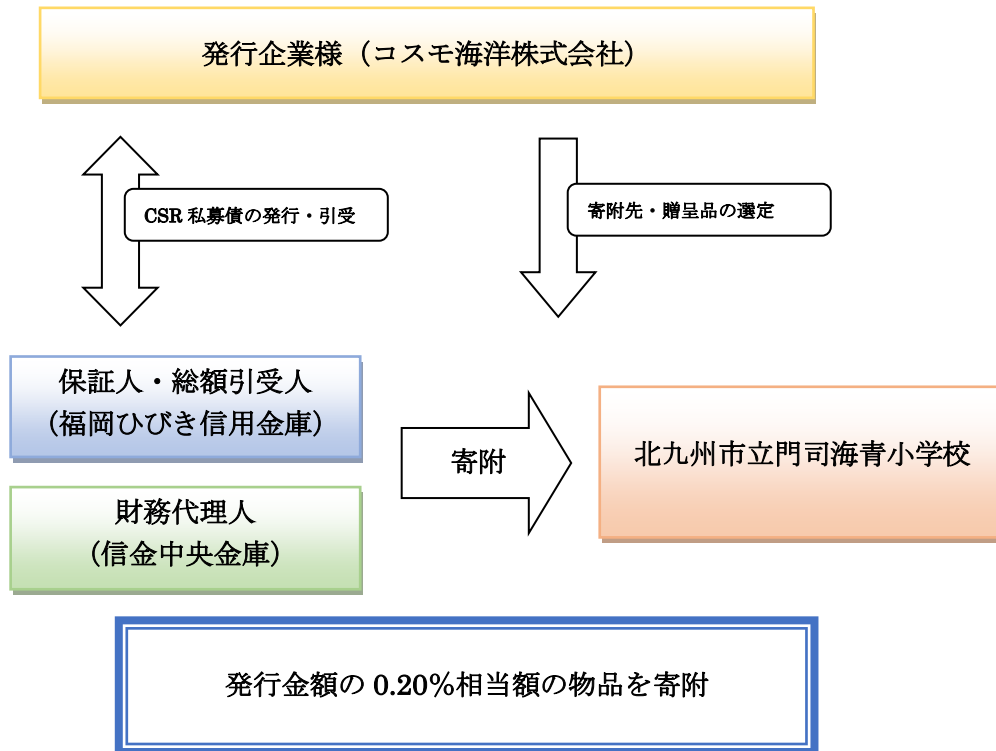 発行企業様（コスモ海洋株式会社）
CSR 私募債の発行・引受
寄附先・贈呈品の選定
保証人・総額引受人
（福岡ひびき信用金庫）
財務代理人
（信金中央金庫）
寄附
北九州市立門司海青小学校
発行金額の 0.20%相当額の物品を寄附